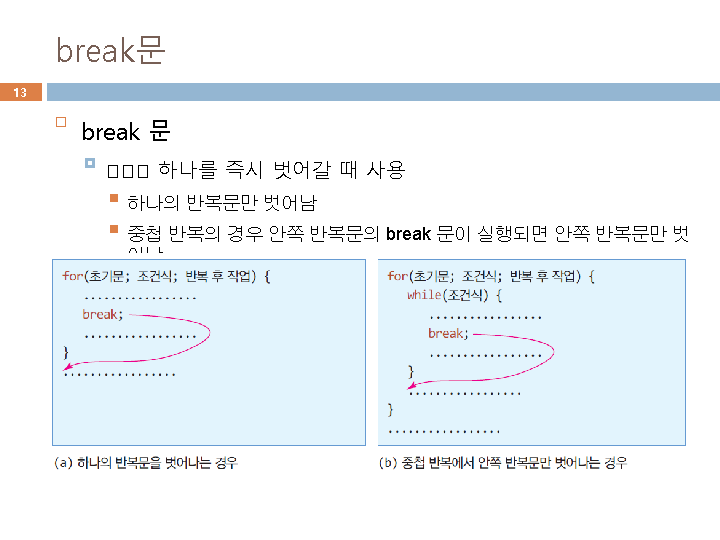 break문
13
break 문
하나를 즉시 벗어갈 때 사용
하나의 반복문만 벗어남
중첩 반복의 경우 안쪽 반복문의 break 문이 실행되면 안쪽 반복문만 벗
for(초기문; 조건식; 반복 후 작업) {
.................
break;
.................
}
.................
(a) 하나의 반복문을 벗어나는 경우
for(초기문; 조건식; 반복 후 작업) {
while(조건식) {
.................
break;
.................
}
.................
}
.................
(b) 중첩 반복에서 안쪽 반복문만 벗어나는 경우